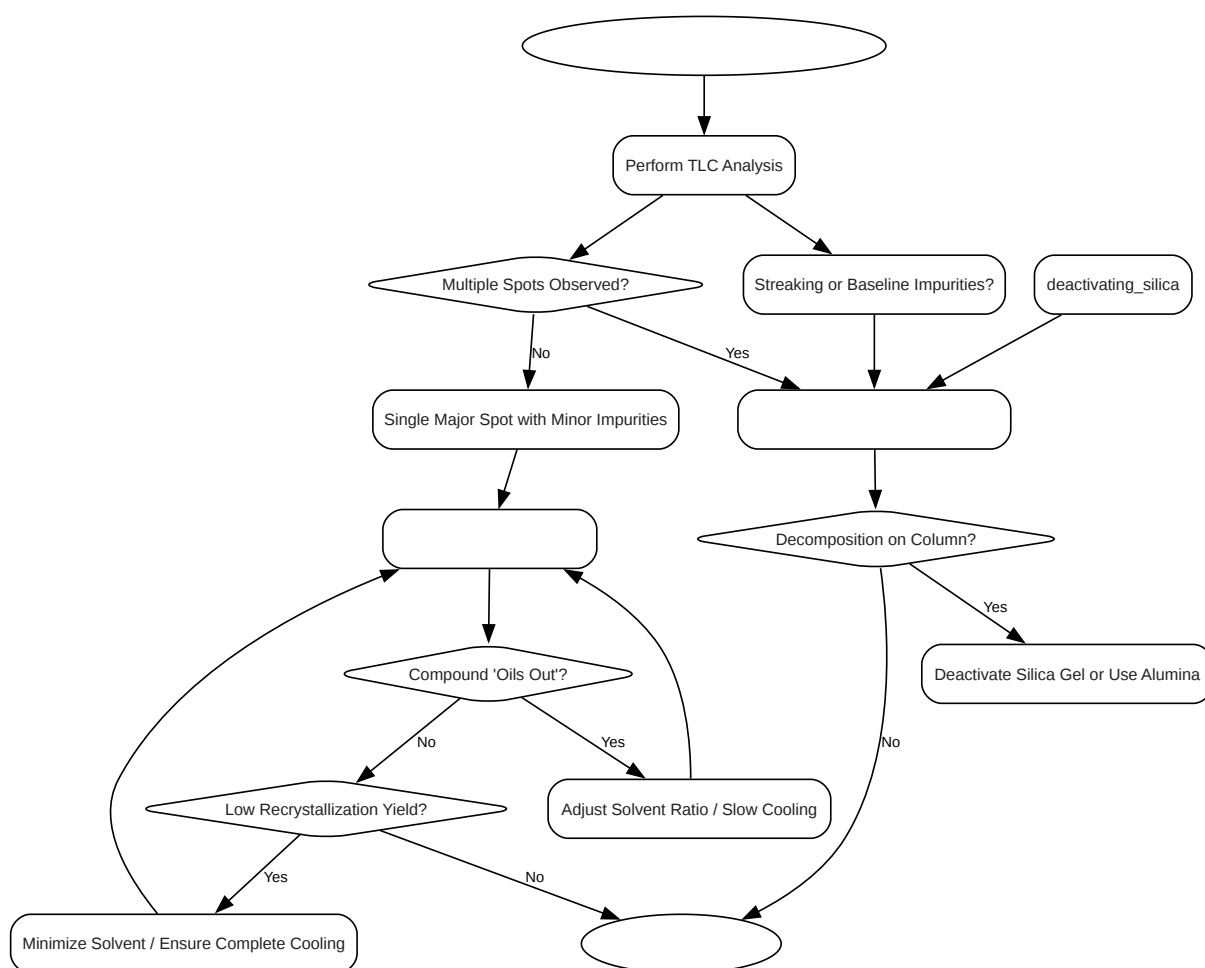 Perform TLC Analysis
Multiple Spots Observed?
Streaking or Baseline Impurities?
deactivating_silica
No
Yes
Single Major Spot with Minor Impurities
Decomposition on Column?
Yes
Compound 'Oils Out'?
Deactivate Silica Gel or Use Alumina
No
Yes
No
Low Recrystallization Yield?
Adjust Solvent Ratio / Slow Cooling
Yes
No
Minimize Solvent / Ensure Complete Cooling